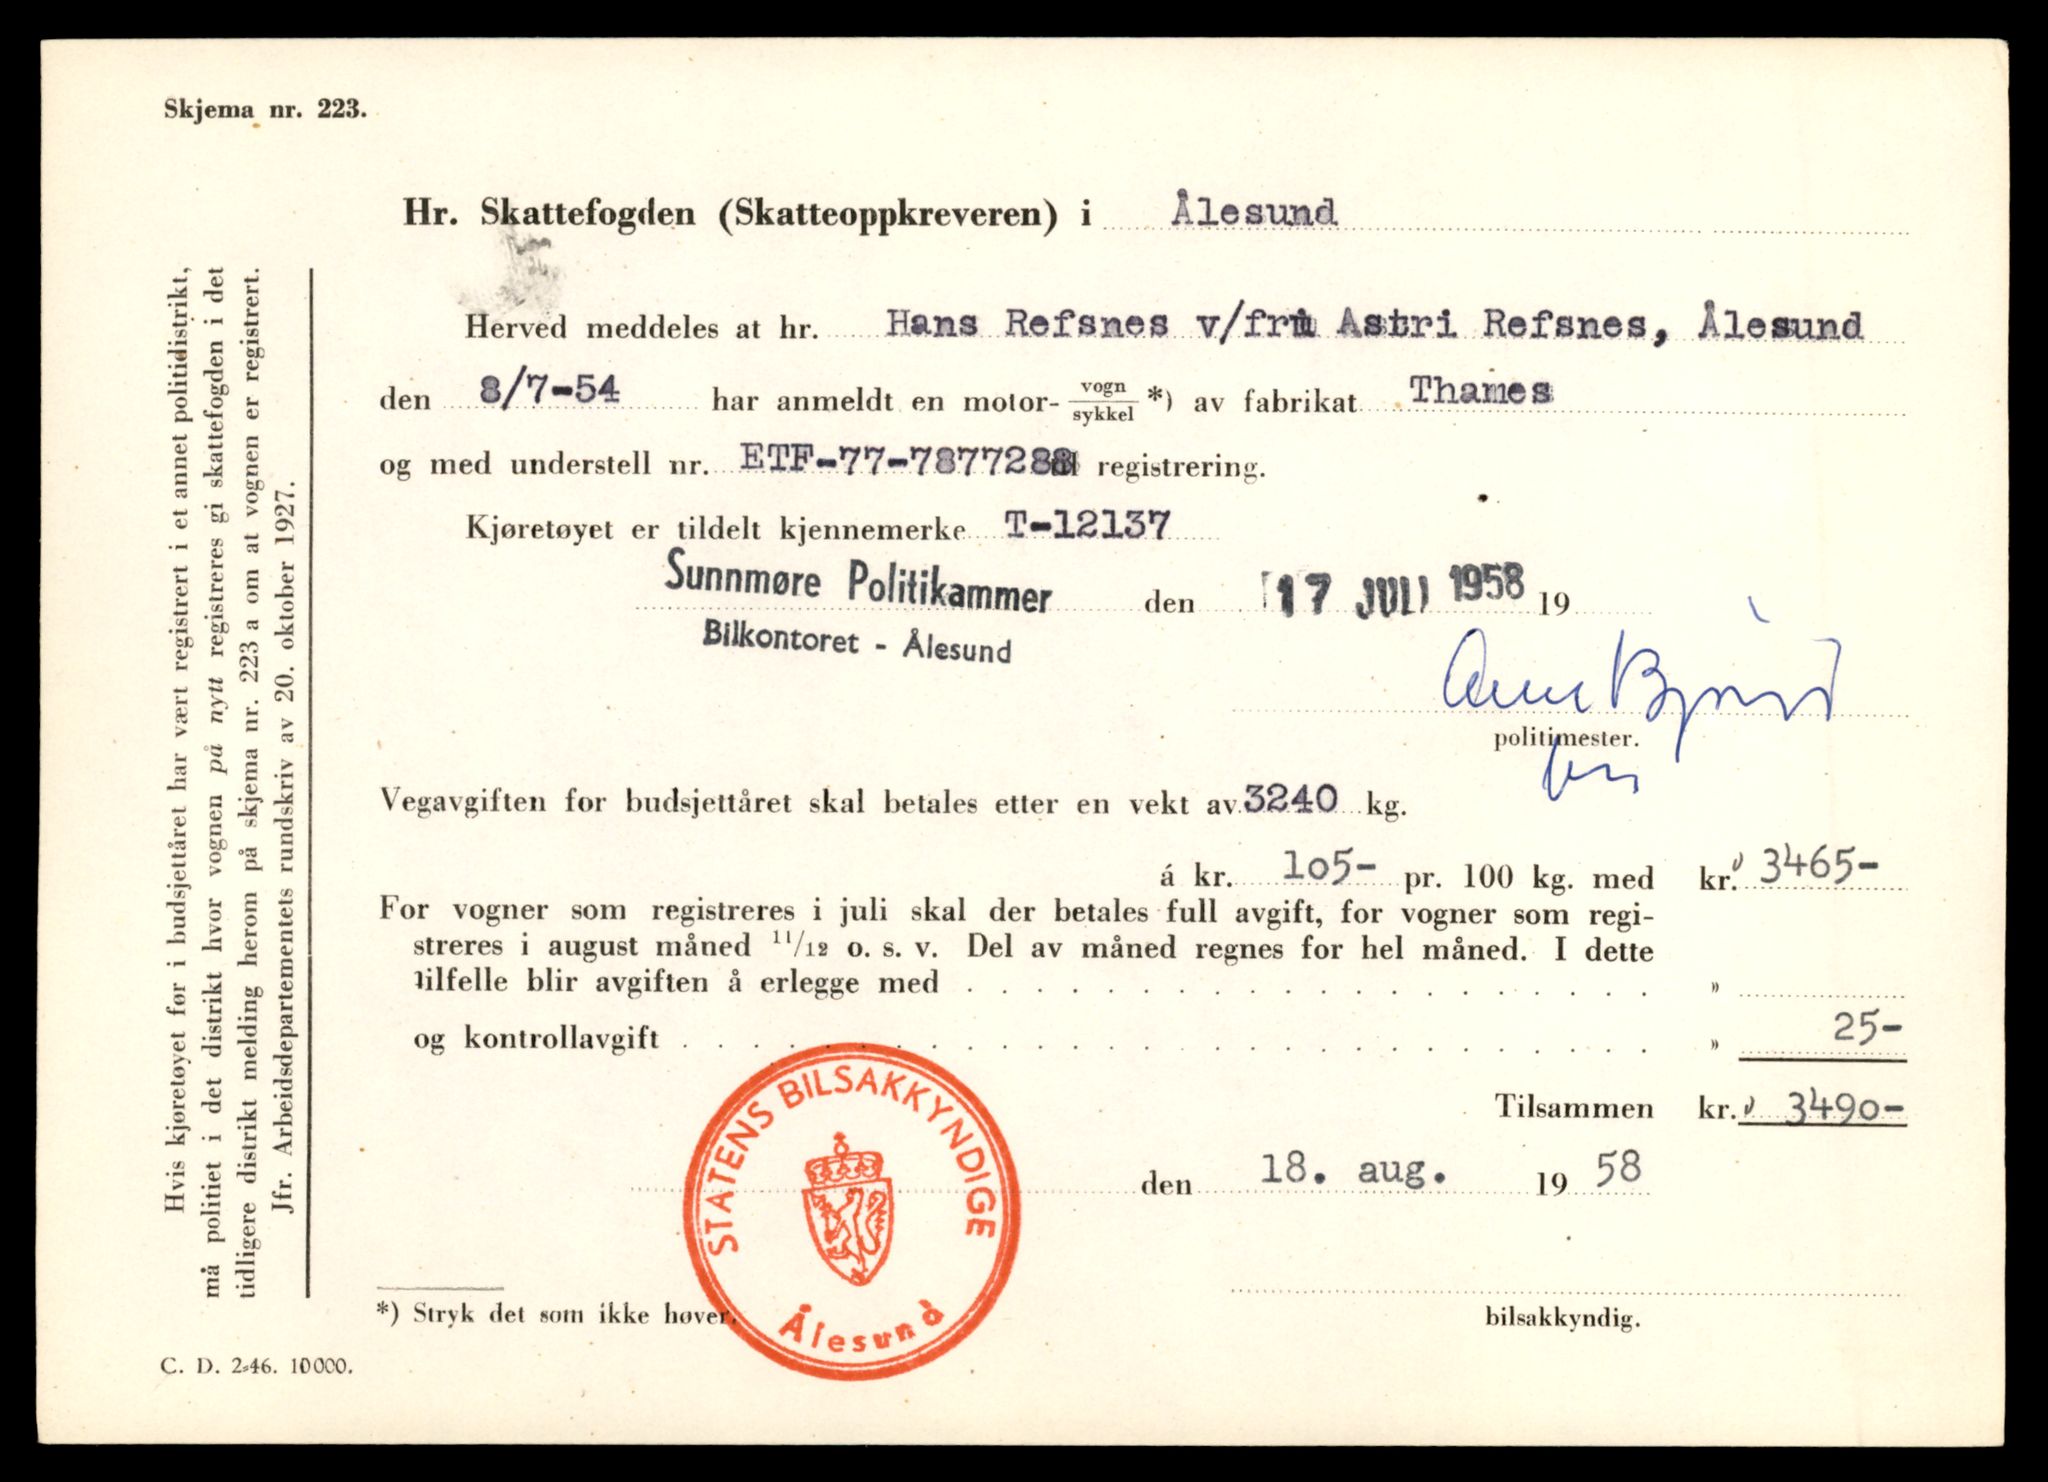 Skjema nr. 223.
Hr. Skattefogden (Skatteoppkreveren) i Ålesund
Herved meddeles at hr. Hans Refsnes v/fru Astri Refsnes, Ålesund
den 8/7-54 har anmeldt en motor- vogn/sykkel *) av fabrikat Thames
og med understell nr. ETF-77-787728 registrering.
Kjøretøyet er tildelt kjennemerke T-12137
Sunnmøre Politikammer den 17 JULI 1958 19
Bilkontoret - Ålesund
politimester.
Vegavgiften for budsjettåret skal betales etter en vekt av 3240 kg.
á kr. 105- pr. 100 kg. med kr. 3465-
For vogner som registreres i juli skal der betales full avgift, for vogner som regi-
streres i august måned 11/12 o. s. v. Del av måned regnes for hel måned. I dette
tilfelle blir avgiften å erlegge med . . . . . . . . . . . . . . . . . . . . »
og kontrollavgift . . . . . . . . . . . . . . . . . . . . . . . . . . . » 25-
Tilsammen kr. 3490-
den 18. aug. 1958
STATENS BILSAKKYNDIGE
Ålesund
bilsakkyndig.
*) Stryk det som ikke høver.
C. D. 2-46. 10000.
Hvis kjøretøyet før i budsjettåret har vært registrert i et annet politidistrikt,
må politiet i det distrikt hvor vognen på nytt registreres gi skattefogden i det
tidligere distrikt melding herom på skjema nr. 223 a om at vognen er registrert.
Jfr. Arbeidsdepartementets rundskriv av 20. oktober 1927.